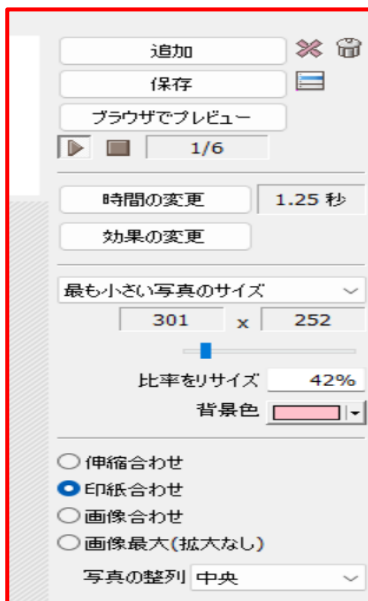 追加
保存
ブラウザでプレビュー
1/6
時間の変更 1.25 秒
効果の変更
最も小さい写真のサイズ
301 x 252
比率をリサイズ 42%
背景色
伸縮合わせ
印紙合わせ
画像合わせ
画像最大(拡大なし)
写真の整列 中央